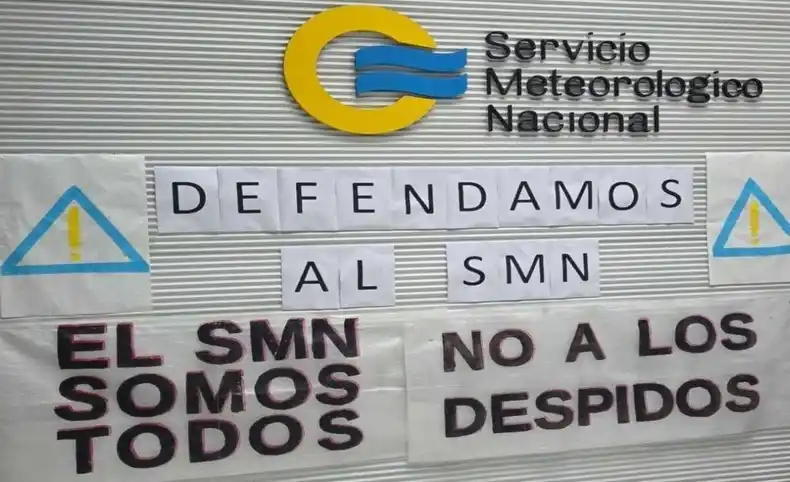 Servicio
Meteorologico
Nacional
DEFENDAMOS
AL SMN
EL SMN
SOMOS
TODOS
NO A LOS
DESPIDOS